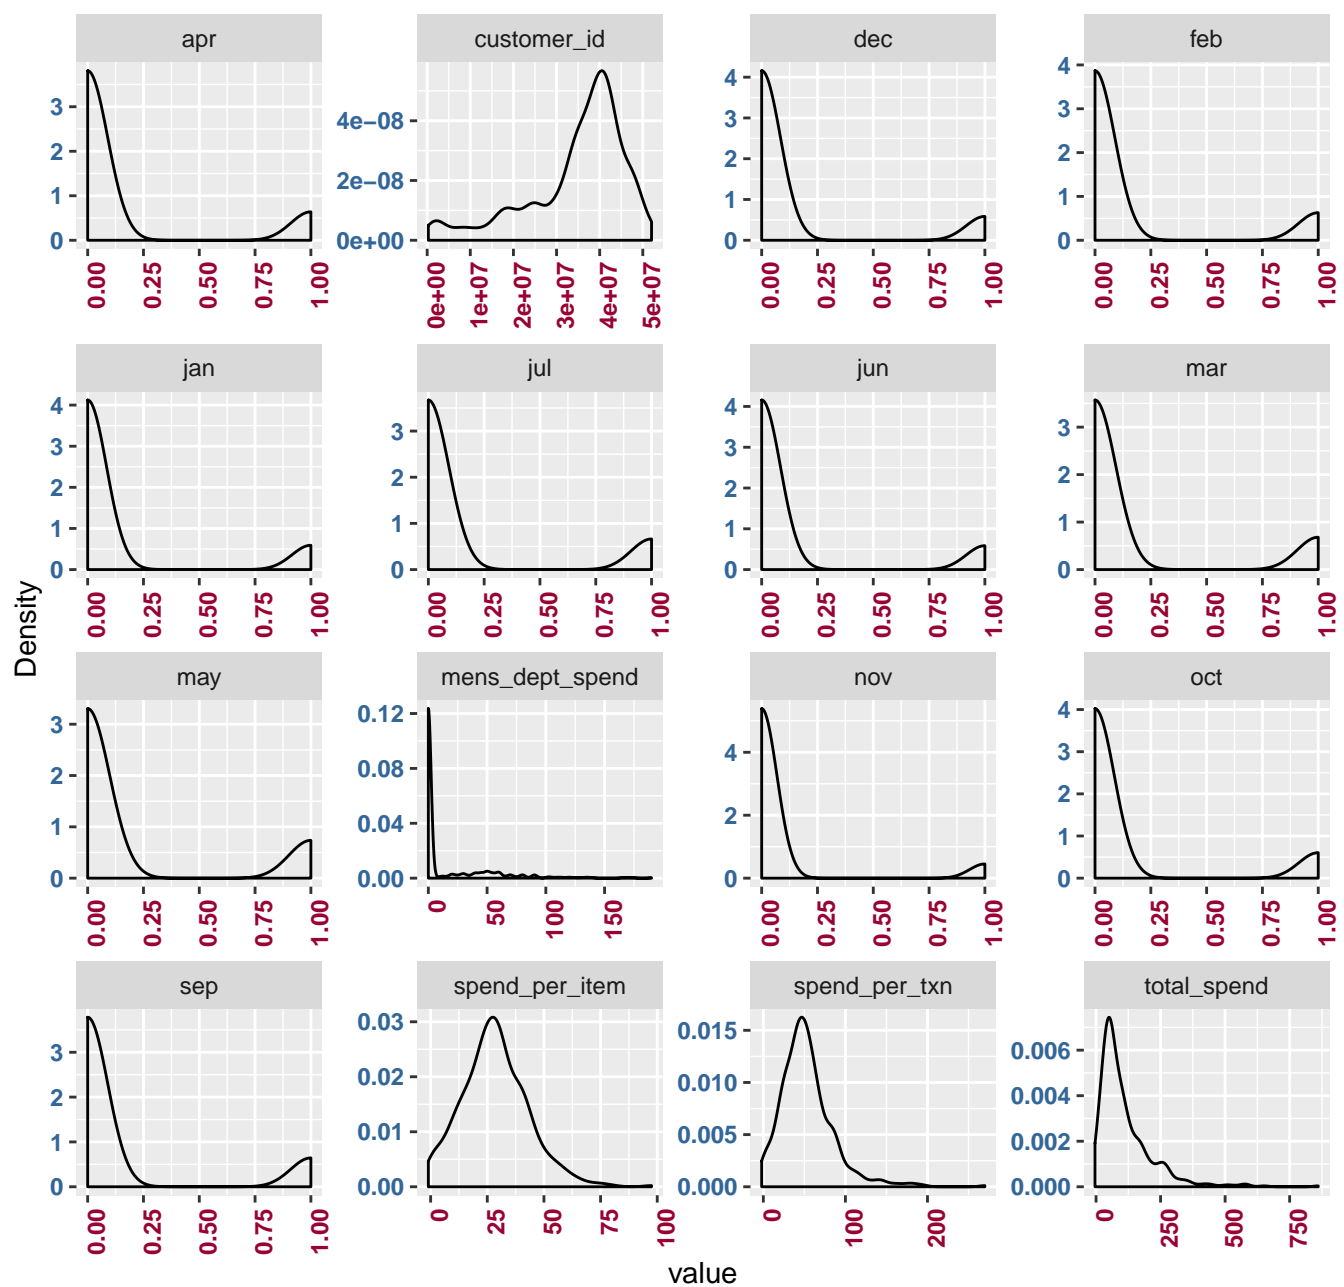 apr customer_id dec feb
3 4e−08 4 4
2 2e−08 3 3
1 0e+00 2 2
0 1 1
0 0
0.00 0.25 0.50 0.75 1.00 0e+00 1e+07 2e+07 3e+07 4e+07 5e+07 0.00 0.25 0.50 0.75 1.00 0.00 0.25 0.50 0.75 1.00
jan jul jun mar
4 3 4 3
3 2 3 2
2 1 2 1
1 0 1 0
0 0
0.00 0.25 0.50 0.75 1.00 0.00 0.25 0.50 0.75 1.00 0.00 0.25 0.50 0.75 1.00 0.00 0.25 0.50 0.75 1.00
Density
may mens_dept_spend nov oct
3 0.12 4 4
2 0.08 2 3
1 0.04 0 2
0 0.00 1
0
0.00 0.25 0.50 0.75 1.00 0 50 100 150 0.00 0.25 0.50 0.75 1.00 0.00 0.25 0.50 0.75 1.00
sep spend_per_item spend_per_txn total_spend
3 0.03 0.015 0.006
2 0.02 0.010 0.004
1 0.01 0.005 0.002
0 0.00 0.000 0.000
0.00 0.25 0.50 0.75 1.00 0 25 50 75 100 0 100 200 0 250 500 750
value